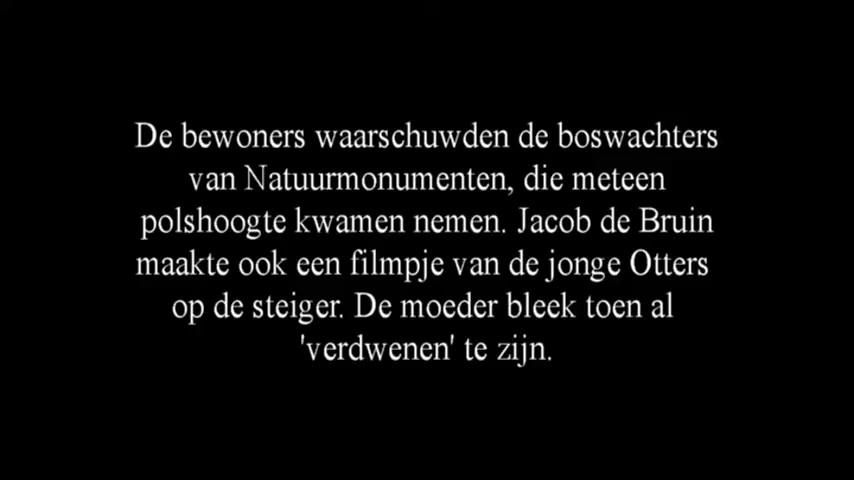 De bewoners waarschuwden de boswachters
van Natuurmonumenten, die meteen
polshoogte kwamen nemen. Jacob de Bruin
maakte ook een filmpje van de jonge Otters
op de steiger. De moeder bleek toen al
'verdwenen' te zijn.